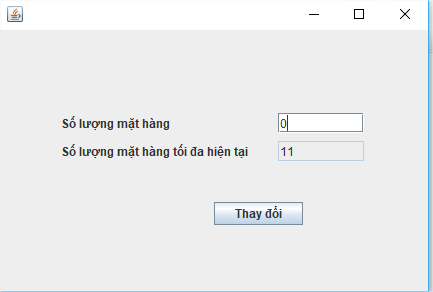 Số lượng mặt hàng 0
Số lượng mặt hàng tối đa hiện tại 11
Thay đổi